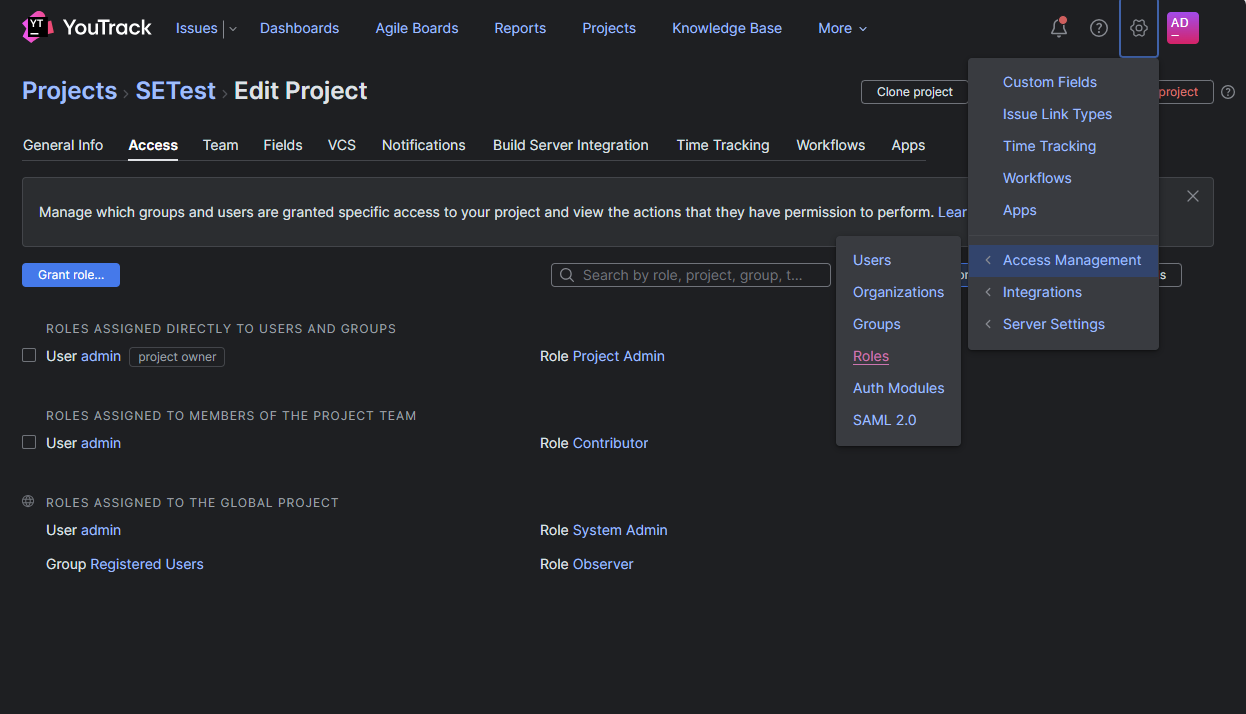 YT YouTrack Issues Dashboards Agile Boards Reports Projects Knowledge Base More AD
Projects › SETest › Edit Project
Clone project
project
General Info Access Team Fields VCS Notifications Build Server Integration Time Tracking Workflows Apps
Manage which groups and users are granted specific access to your project and view the actions that they have permission to perform.
Grant role...
Search by role, project, group, t...
Custom Fields
Issue Link Types
Time Tracking
Workflows
Apps
Access Management
Integrations
Server Settings
Users
Organizations
Groups
Roles
Auth Modules
SAML 2.0
ROLES ASSIGNED DIRECTLY TO USERS AND GROUPS
User admin project owner Role Project Admin
ROLES ASSIGNED TO MEMBERS OF THE PROJECT TEAM
User admin Role Contributor
ROLES ASSIGNED TO THE GLOBAL PROJECT
User admin Role System Admin
Group Registered Users Role Observer